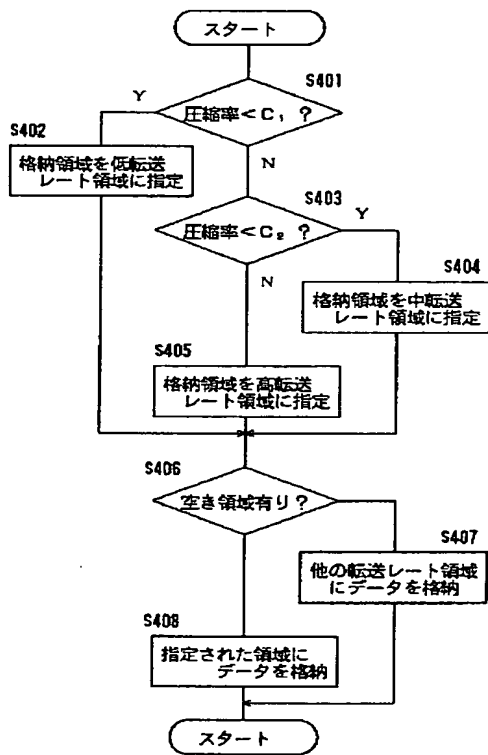 スタート
S401
Y
圧縮率<C₁ ?
S402
格納領域を低転送
レート領域に指定
N
S403
圧縮率<C₂ ?
Y
N
S404
格納領域を中転送
レート領域に指定
S405
格納領域を高転送
レート領域に指定
S406
空き領域有り?
S407
他の転送レート領域
にデータを格納
S408
指定された領域に
データを格納
スタート